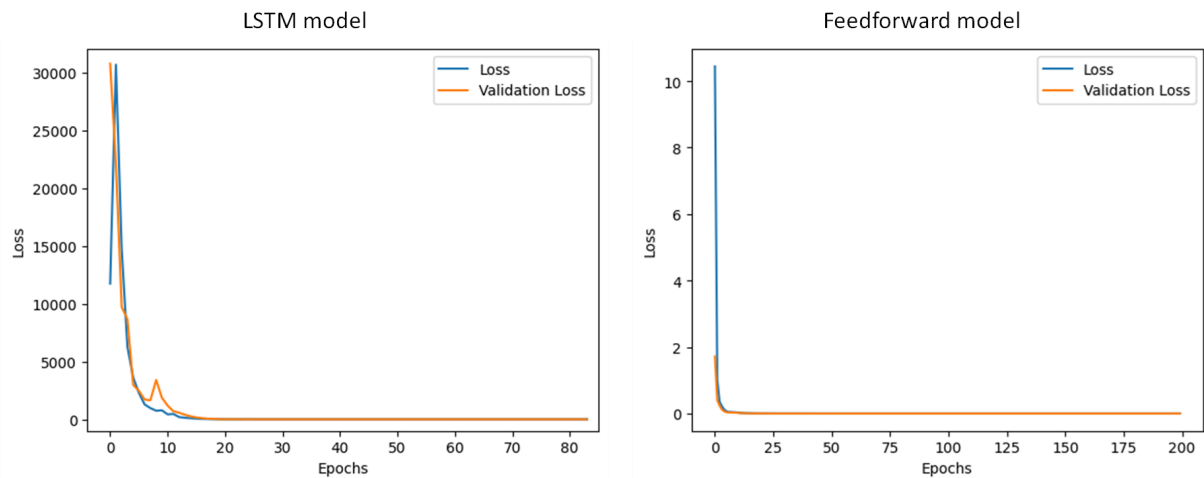 LSTM model
30000
25000
20000
15000
10000
5000
0
Loss
Loss
Validation Loss
0 10 20 30 40 50 60 70 80
Epochs
Feedforward model
10
8
6
4
2
0
Loss
Loss
Validation Loss
0 25 50 75 100 125 150 175 200
Epochs